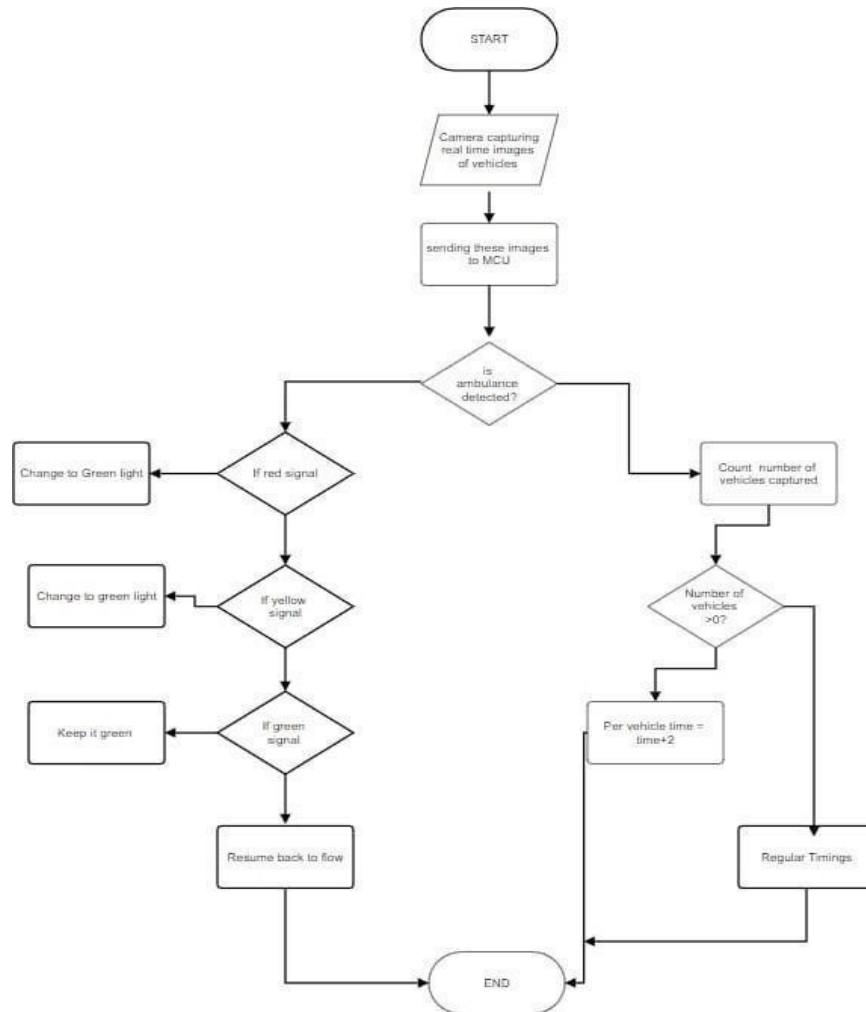 START
Camera capturing
real time images
of vehicles
sending these images
to MCU
is
ambulance
detected?
If red signal
Change to Green light
If yellow
signal
Change to green light
If green
signal
Keep it green
Resume back to flow
Count number of
vehicles captured
Number of
vehicles
>0?
Per vehicle time =
time+2
Regular Timings
END